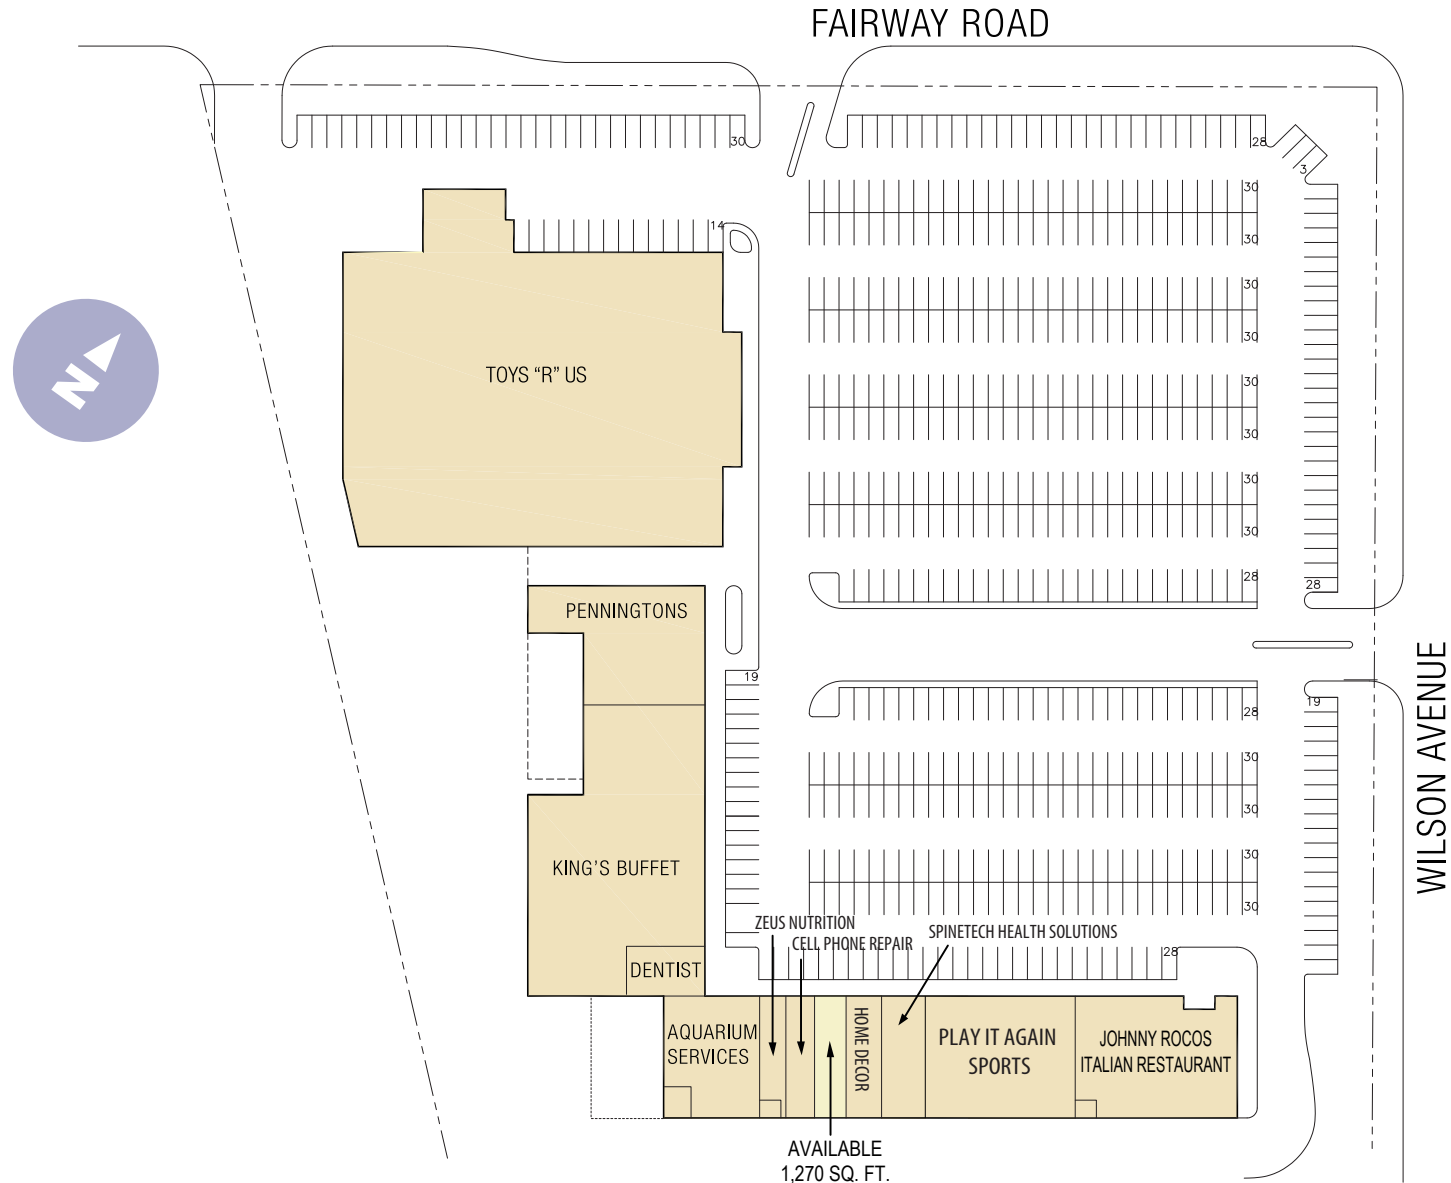 FAIRWAY ROAD
30
28
3
14
30
30
30
30
30
30
30
30
28
28
TOYS “R” US
N
PENNINGTONS
19
28
19
30
30
30
30
WILSON AVENUE
KING’S BUFFET
DENTIST
ZEUS NUTRITION
CELL PHONE REPAIR
SPINETECH HEALTH SOLUTIONS
28
AQUARIUM
SERVICES
HOME DECOR
PLAY IT AGAIN
SPORTS
JOHNNY ROCOS
ITALIAN RESTAURANT
AVAILABLE
1,270 SQ. FT.